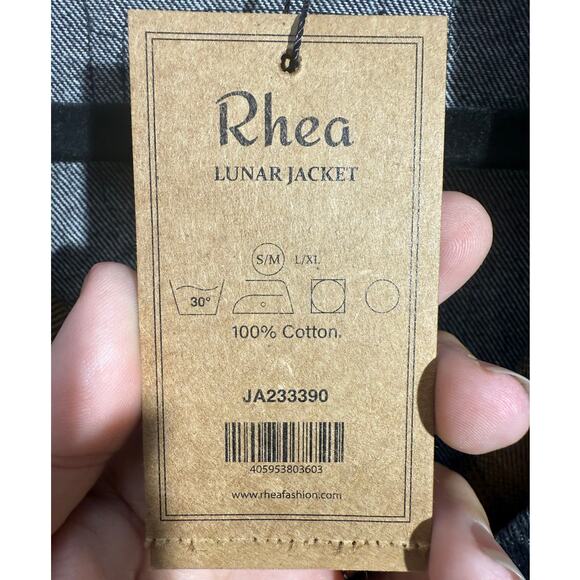 Rhea
LUNAR JACKET
S/M L/XL
30°
100% Cotton.
JA233390
405953803603
www.rheafashion.com